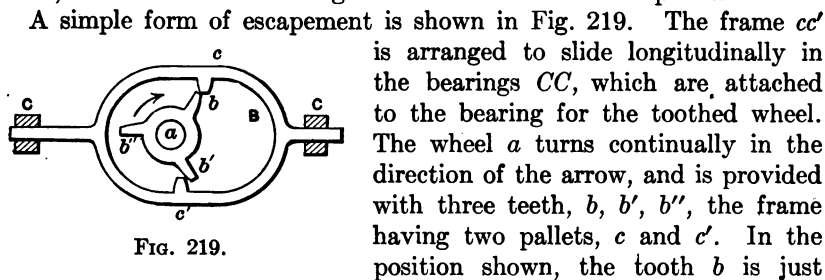 A simple form of escapement is shown in Fig. 219. The frame cc′
is arranged to slide longitudinally in
the bearings CC, which are attached
to the bearing for the toothed wheel.
The wheel a turns continually in the
direction of the arrow, and is provided
with three teeth, b, b′, b″, the frame
having two pallets, c and c′. In the
position shown, the tooth b is just
c
C
C
b
B
a
b″
b′
c′
Fig. 219.